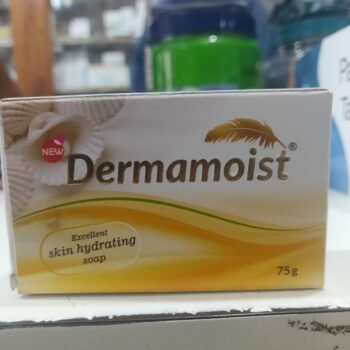 NEW
Dermamoist®
Excellent
skin hydrating
soap
75g